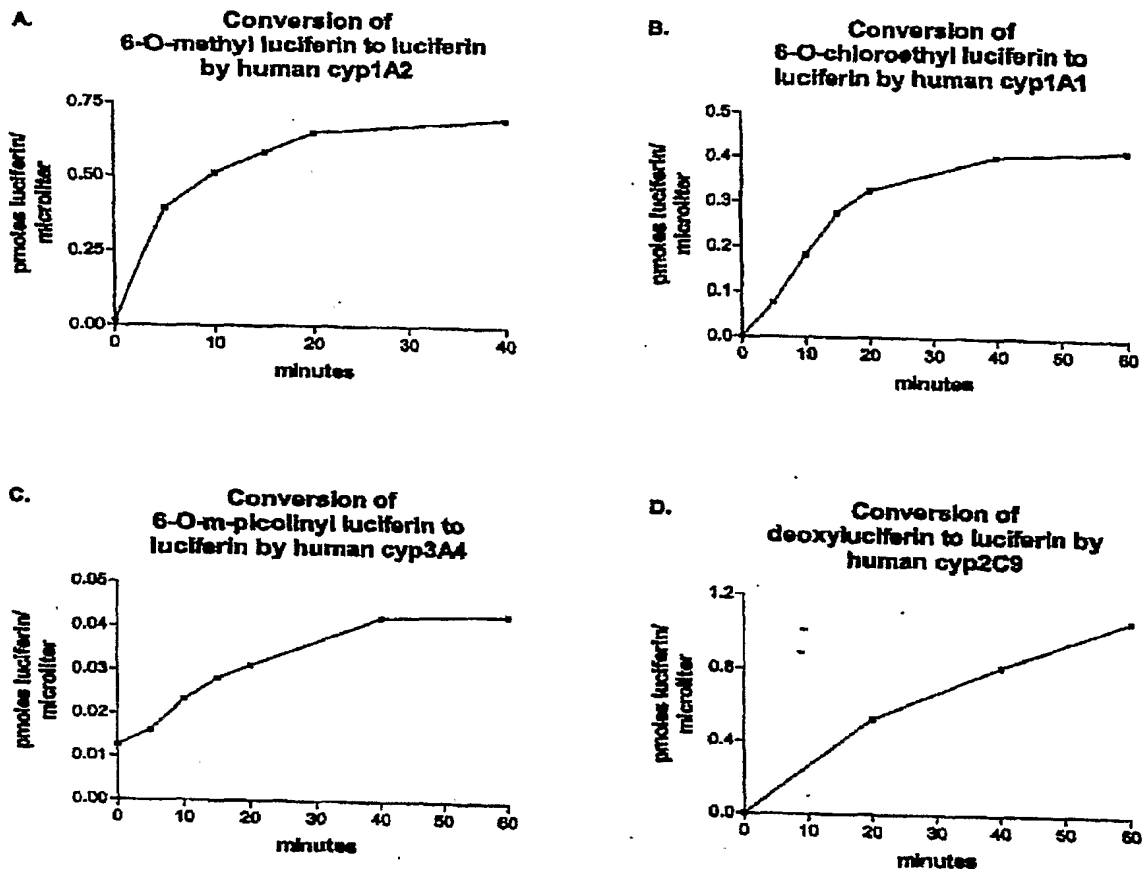 A.
Conversion of
6-O-methyl luciferin to luciferin
by human cyp1A2
pmoles luciferin/
microliter
0.75
0.50
0.25
0.00
0 10 20 30 40
minutes
B.
Conversion of
6-O-chloroethyl luciferin to
luciferin by human cyp1A1
pmoles luciferin/
microliter
0.5
0.4
0.3
0.2
0.1
0.0
0 10 20 30 40 50 60
minutes
C.
Conversion of
6-O-m-picolinyl luciferin to
luciferin by human cyp3A4
pmoles luciferin/
microliter
0.05
0.04
0.03
0.02
0.01
0.00
0 10 20 30 40 50 60
minutes
D.
Conversion of
deoxyluciferin to luciferin by
human cyp2C9
pmoles luciferin/
microliter
1.2
0.8
0.4
0.0
0 10 20 30 40 50 60
minutes